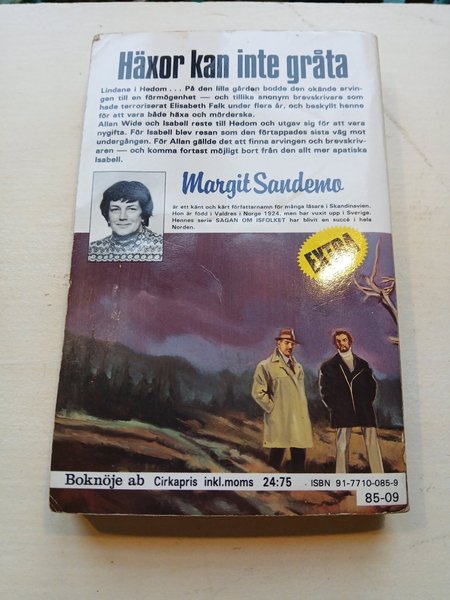 Häxor kan inte gråta
Lindane i Hedom . . . På den lilla gården bodde den okände arvin-
gen till en förmögenhet — och tillika anonym brevskrivare som
hade terroriserat Elisabeth Falk under flera år, och beskyllt henne
för att vara både häxa och mörderska.
Allan Wide och Isabell reste till Hedom och utgav sig för att vara
nygifta. För Isabell blev resan som den förtappades sista väg mot
undergången. För Allan gällde det att finna arvingen och brevskriv-
aren — och komma fortast möjligt bort från den allt mer spatiska
Isabell.
Margit Sandemo
är ett känt och kärt författarnamn för många läsare i Skandinavien.
Hon är född i Valdres i Norge 1924, men har vuxit upp i Sverige.
Hennes serie SAGAN OM ISFOLKET har blivit en succé i hela
Norden.
EXTRA
Boknöje ab Cirkapris inkl.moms 24:75 · ISBN 91-7710-085-9
85-09